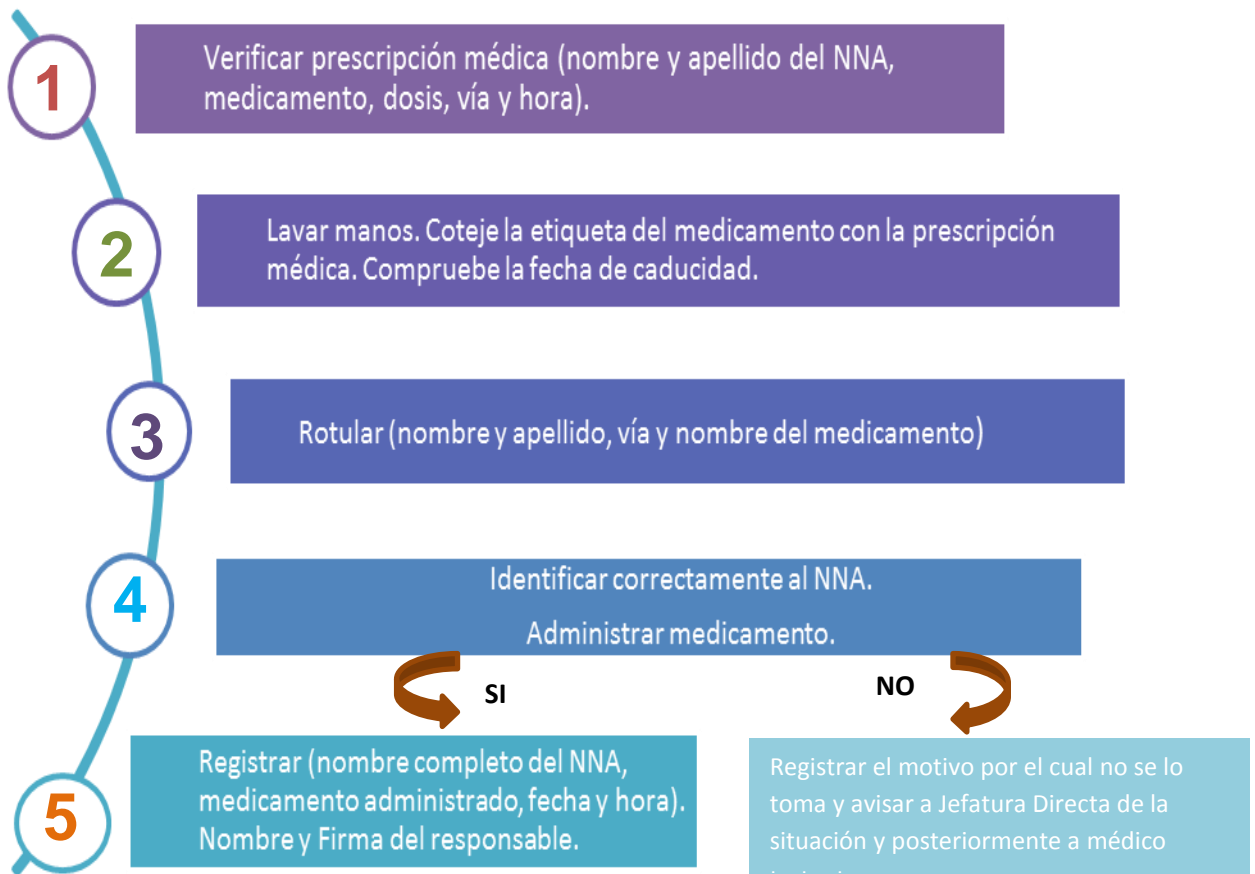 1
Verificar prescripción médica (nombre y apellido del NNA,
medicamento, dosis, vía y hora).
2
Lavar manos. Coteje la etiqueta del medicamento con la prescripción
médica. Compruebe la fecha de caducidad.
3
Rotular (nombre y apellido, vía y nombre del medicamento)
4
Identificar correctamente al NNA.
Administrar medicamento.
SI
NO
5
Registrar (nombre completo del NNA,
medicamento administrado, fecha y hora).
Nombre y Firma del responsable.
Registrar el motivo por el cual no se lo
toma y avisar a Jefatura Directa de la
situación y posteriormente a médico